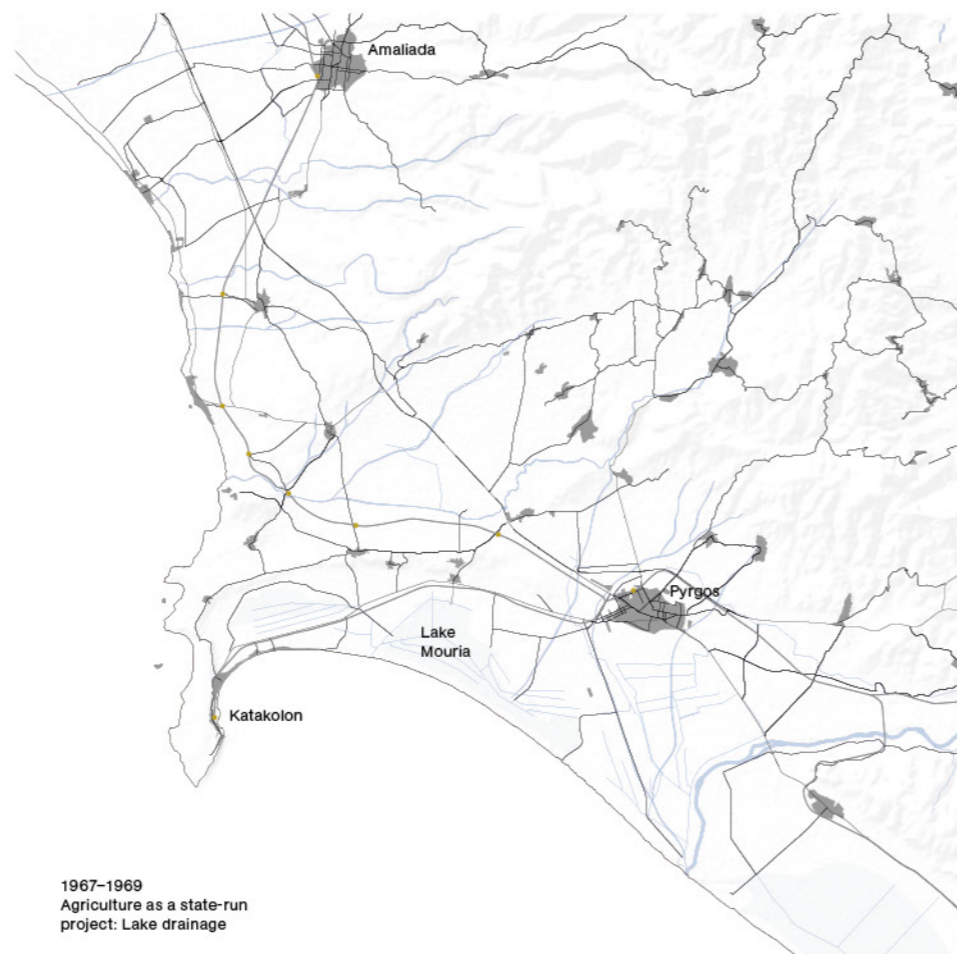 Amaliada
Pyrgos
Lake
Mouria
Katakolon
1967–1969
Agriculture as a state-run
project: Lake drainage